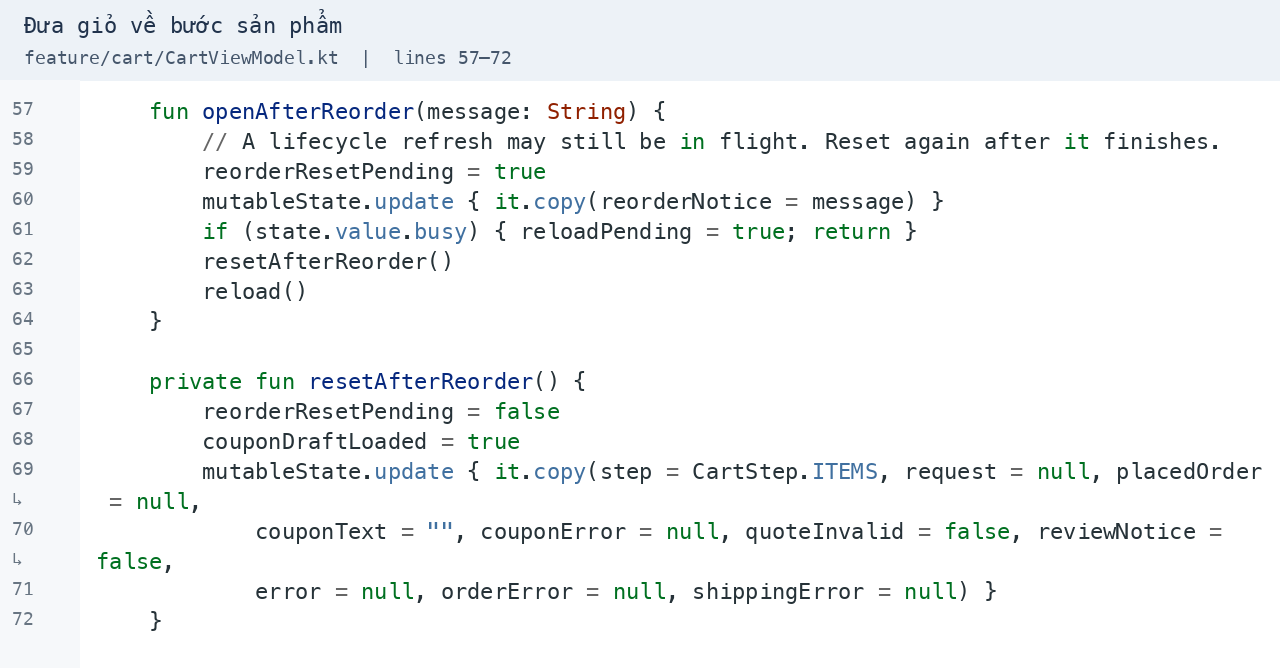 Đưa giỏ về bước sản phẩm
feature/cart/CartViewModel.kt  |  lines 57–72
57     fun openAfterReorder(message: String) {
58         // A lifecycle refresh may still be in flight. Reset again after it finishes.
59         reorderResetPending = true
60         mutableState.update { it.copy(reorderNotice = message) }
61         if (state.value.busy) { reloadPending = true; return }
62         resetAfterReorder()
63         reload()
64     }
65
66     private fun resetAfterReorder() {
67         reorderResetPending = false
68         couponDraftLoaded = true
69         mutableState.update { it.copy(step = CartStep.ITEMS, request = null, placedOrder
↳  = null,
70             couponText = "", couponError = null, quoteInvalid = false, reviewNotice =
↳ false,
71             error = null, orderError = null, shippingError = null) }
72     }